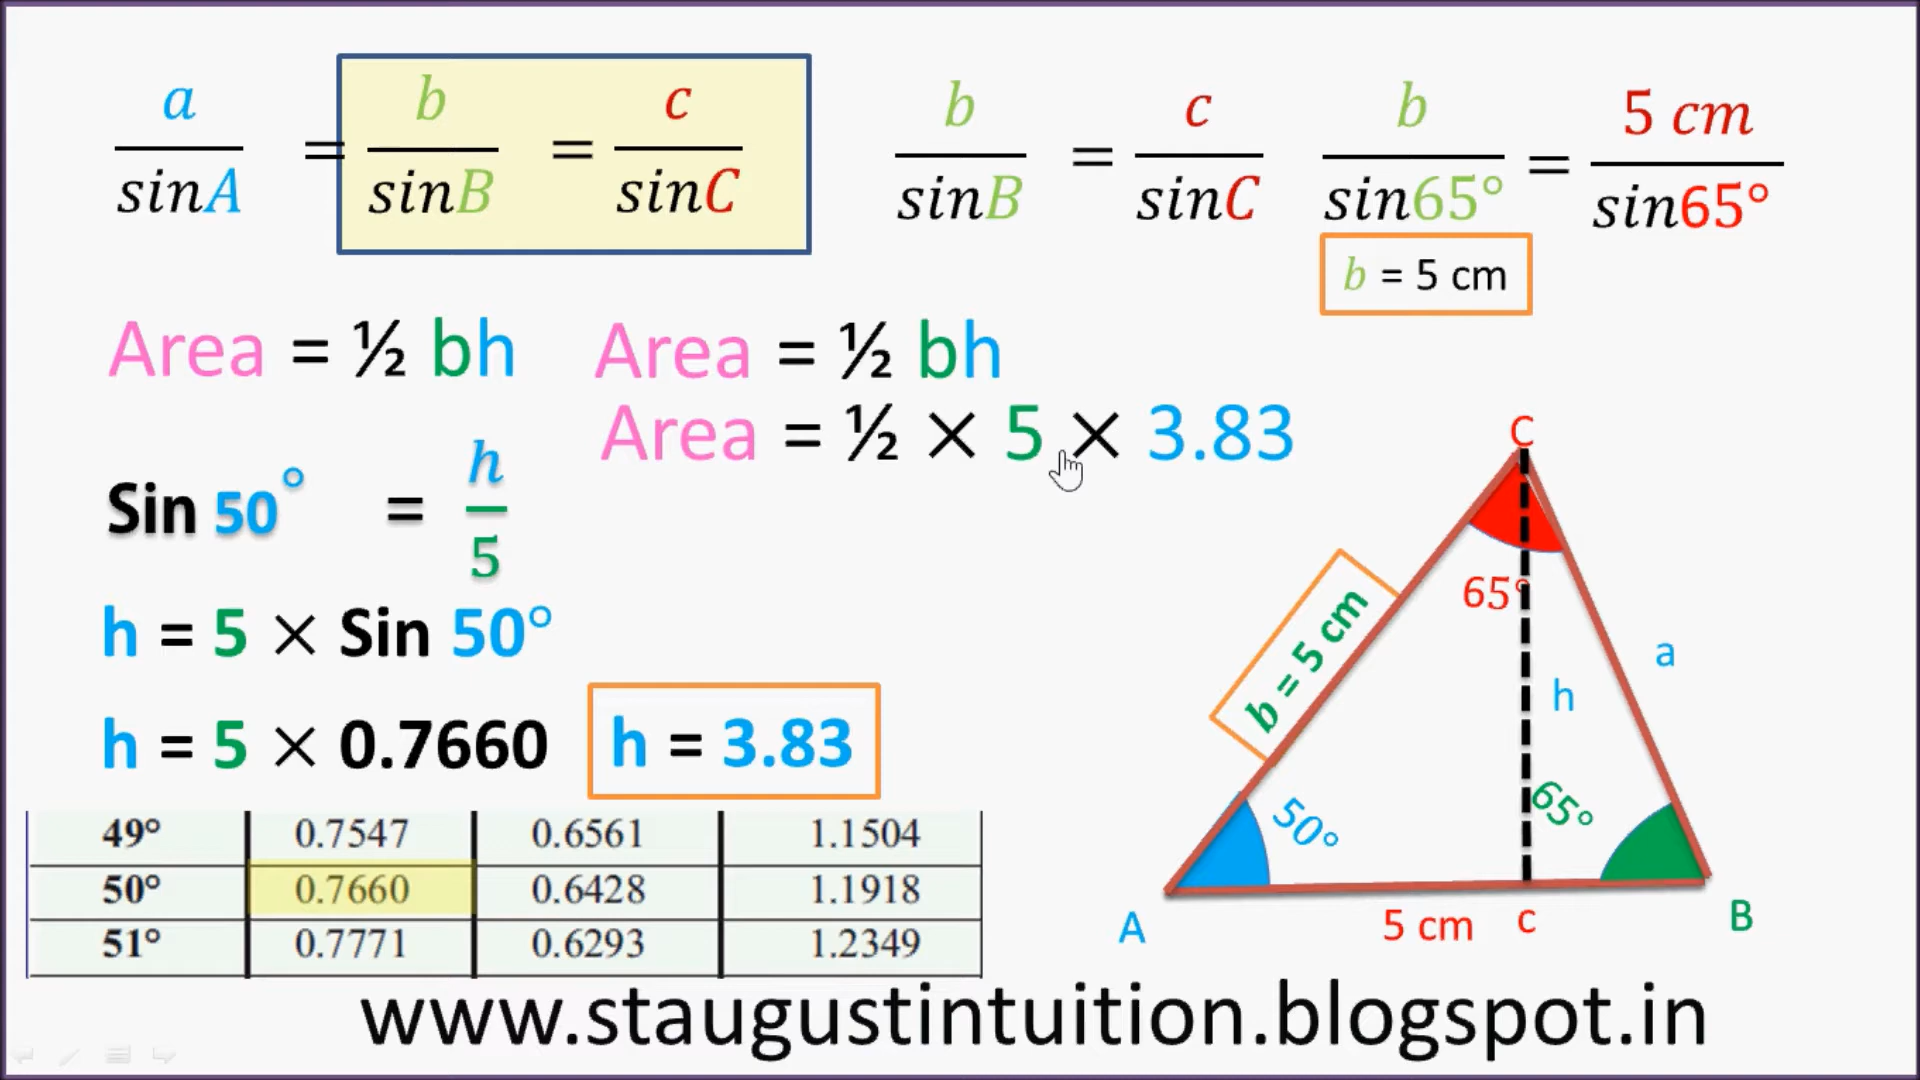 a/sinA = b/sinB = c/sinC
b/sinB = c/sinC
b/sin65° = 5 cm/sin65°
b = 5 cm
Area = ½ bh
Area = ½ bh
Area = ½ × 5 × 3.83
Sin 50° = h/5
h = 5 × Sin 50°
h = 5 × 0.7660
h = 3.83
49° 0.7547 0.6561 1.1504
50° 0.7660 0.6428 1.1918
51° 0.7771 0.6293 1.2349
C
65°
b = 5 cm
a
h
50°
65°
A
5 cm c
B
www.staugustintuition.blogspot.in